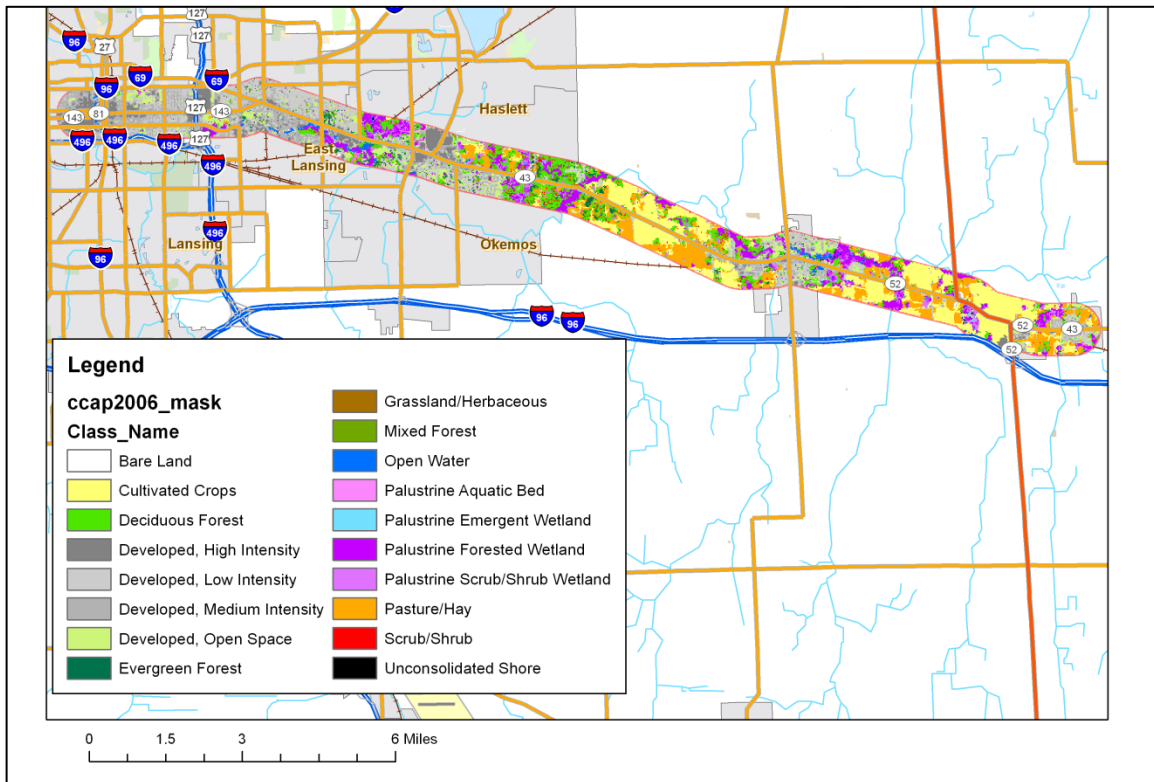 127
96
127
27
69
69
96
127
143
81
143
Haslett
496
496
496
127
496
East
Lansing
43
496
Lansing
Okemos
96
52
96
96
52
43
52
Legend
ccap2006_mask
Class_Name
Bare Land
Cultivated Crops
Deciduous Forest
Developed, High Intensity
Developed, Low Intensity
Developed, Medium Intensity
Developed, Open Space
Evergreen Forest
Grassland/Herbaceous
Mixed Forest
Open Water
Palustrine Aquatic Bed
Palustrine Emergent Wetland
Palustrine Forested Wetland
Palustrine Scrub/Shrub Wetland
Pasture/Hay
Scrub/Shrub
Unconsolidated Shore
0 1.5 3 6 Miles